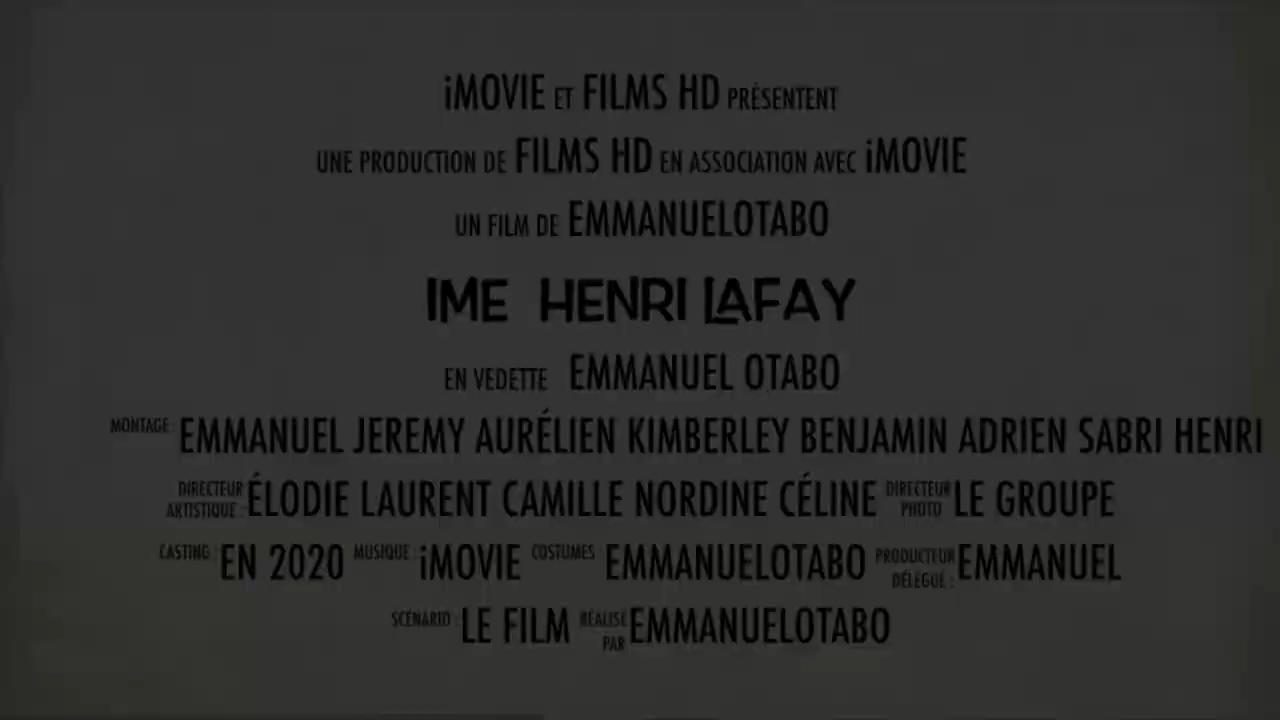 iMOVIE ET FILMS HD PRÉSENTENT
UNE PRODUCTION DE FILMS HD EN ASSOCIATION AVEC iMOVIE
UN FILM DE EMMANUELOTABO
IME HENRI LAFAY
EN VEDETTE EMMANUEL OTABO
MONTAGE : EMMANUEL JEREMY AURÉLIEN KIMBERLEY BENJAMIN ADRIEN SABRI HENRI
DIRECTEUR ARTISTIQUE : ÉLODIE LAURENT CAMILLE NORDINE CÉLINE DIRECTEUR PHOTO LE GROUPE
CASTING : EN 2020 MUSIQUE : iMOVIE COSTUMES EMMANUELOTABO PRODUCTEUR DÉLÉGUÉ : EMMANUEL
SCÉNARIO : LE FILM RÉALISÉ PAR EMMANUELOTABO